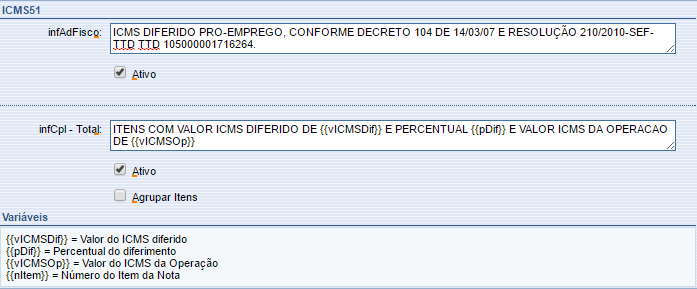 ICMS51
infAdFisco: ICMS DIFERIDO PRO-EMPREGO, CONFORME DECRETO 104 DE 14/03/07 E RESOLUÇÃO 210/2010-SEF-
TTD TTD 105000001716264.
Ativo
infCpl - Total: ITENS COM VALOR ICMS DIFERIDO DE {{vICMSDif}} E PERCENTUAL {{pDif}} E VALOR ICMS DA OPERACAO
DE {{vICMSOp}}
Ativo
Agrupar Itens
Variáveis
{{vICMSDif}} = Valor do ICMS diferido
{{pDif}} = Percentual do diferimento
{{vICMSOp}} = Valor do ICMS da Operação
{{nItem}} = Número do Item da Nota